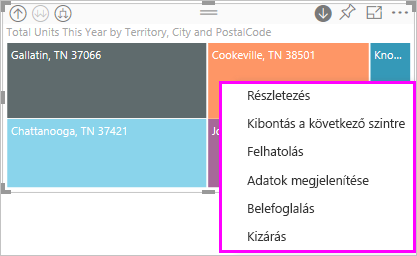 Total Units This Year by Territory, City and PostalCode
Gallatin, TN 37066
Cookeville, TN 38501
Kno...
Chattanooga, TN 37421
Részletezés
Kibontás a következő szintre
Felhatolás
Adatok megjelenítése
Belefoglalás
Kizárás